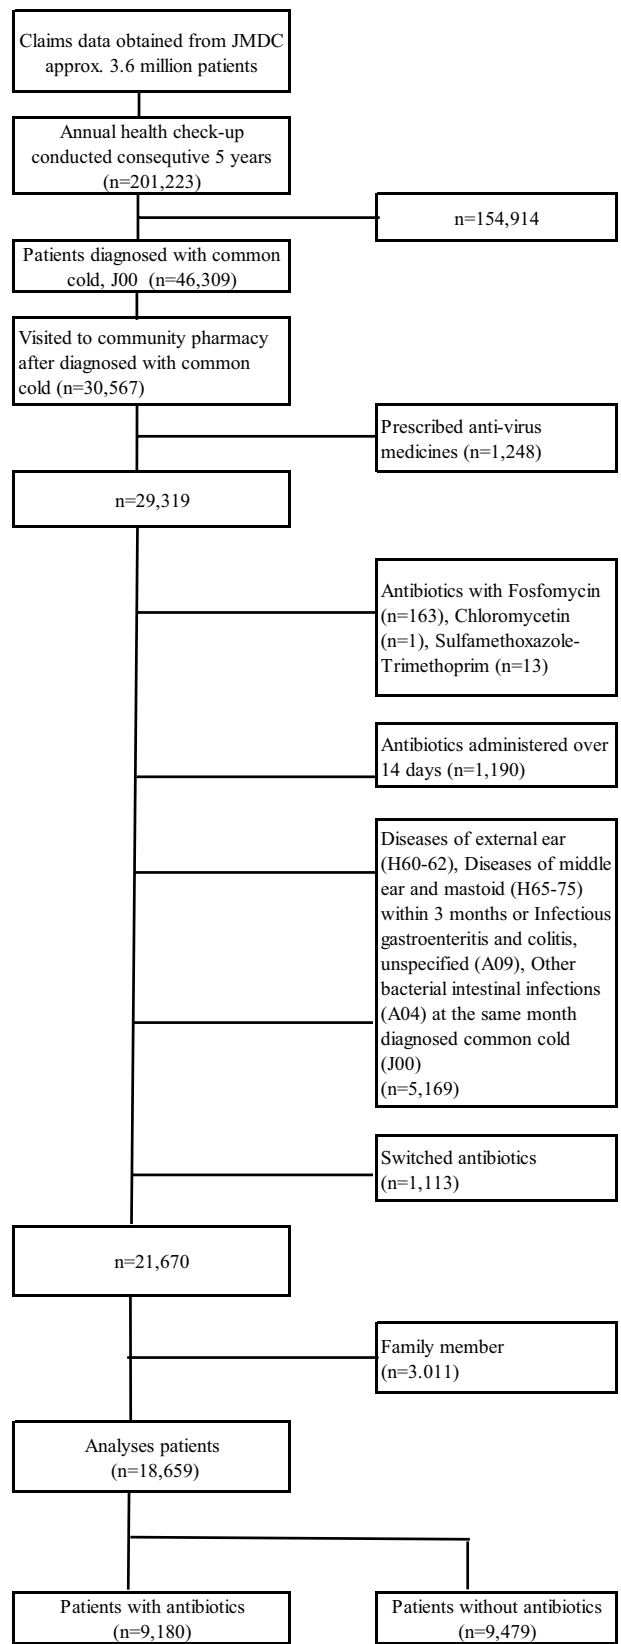 Claims data obtained from JMDC
approx. 3.6 million patients
Annual health check-up
conducted consequtive 5 years
(n=201,223)
n=154,914
Patients diagnosed with common
cold, J00  (n=46,309)
Visited to community pharmacy
after diagnosed with common
cold (n=30,567)
Prescribed anti-virus
medicines (n=1,248)
n=29,319
Antibiotics with Fosfomycin
(n=163), Chloromycetin
(n=1), Sulfamethoxazole-
Trimethoprim (n=13)
Antibiotics administered over
14 days (n=1,190)
Diseases of external ear
(H60-62), Diseases of middle
ear and mastoid (H65-75)
within 3 months or Infectious
gastroenteritis and colitis,
unspecified (A09), Other
bacterial intestinal infections
(A04) at the same month
diagnosed common cold
(J00)
(n=5,169)
Switched antibiotics
(n=1,113)
n=21,670
Family member
(n=3.011)
Analyses patients
(n=18,659)
Patients with antibiotics
(n=9,180)
Patients without antibiotics
(n=9,479)